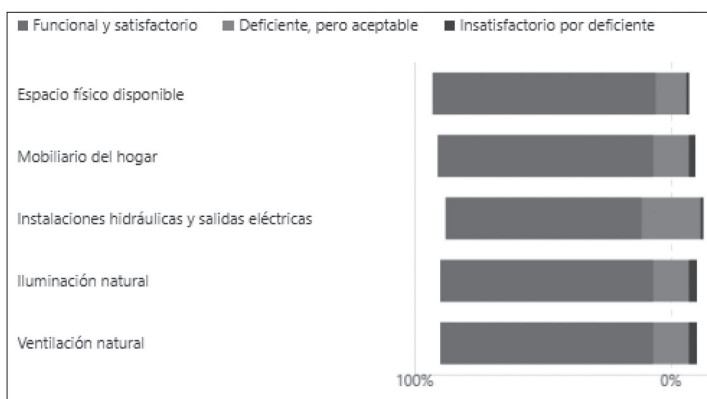 Funcional y satisfactorio Deficiente, pero aceptable Insatisfactorio por deficiente
Espacio físico disponible
Mobiliario del hogar
Instalaciones hidráulicas y salidas eléctricas
Iluminación natural
Ventilación natural
100% 0%